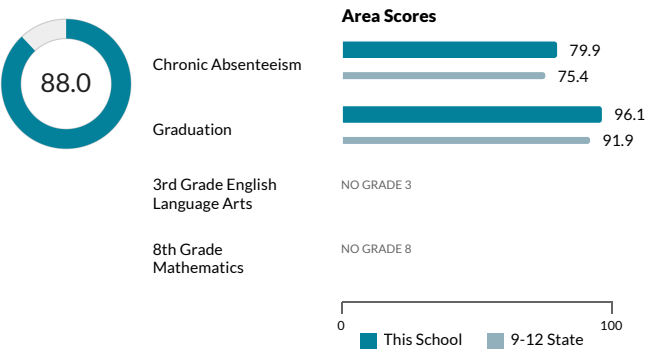 Area Scores
88.0
Chronic Absenteeism
79.9
75.4
Graduation
96.1
91.9
3rd Grade English
Language Arts
NO GRADE 3
8th Grade
Mathematics
NO GRADE 8
0
100
This School
9-12 State